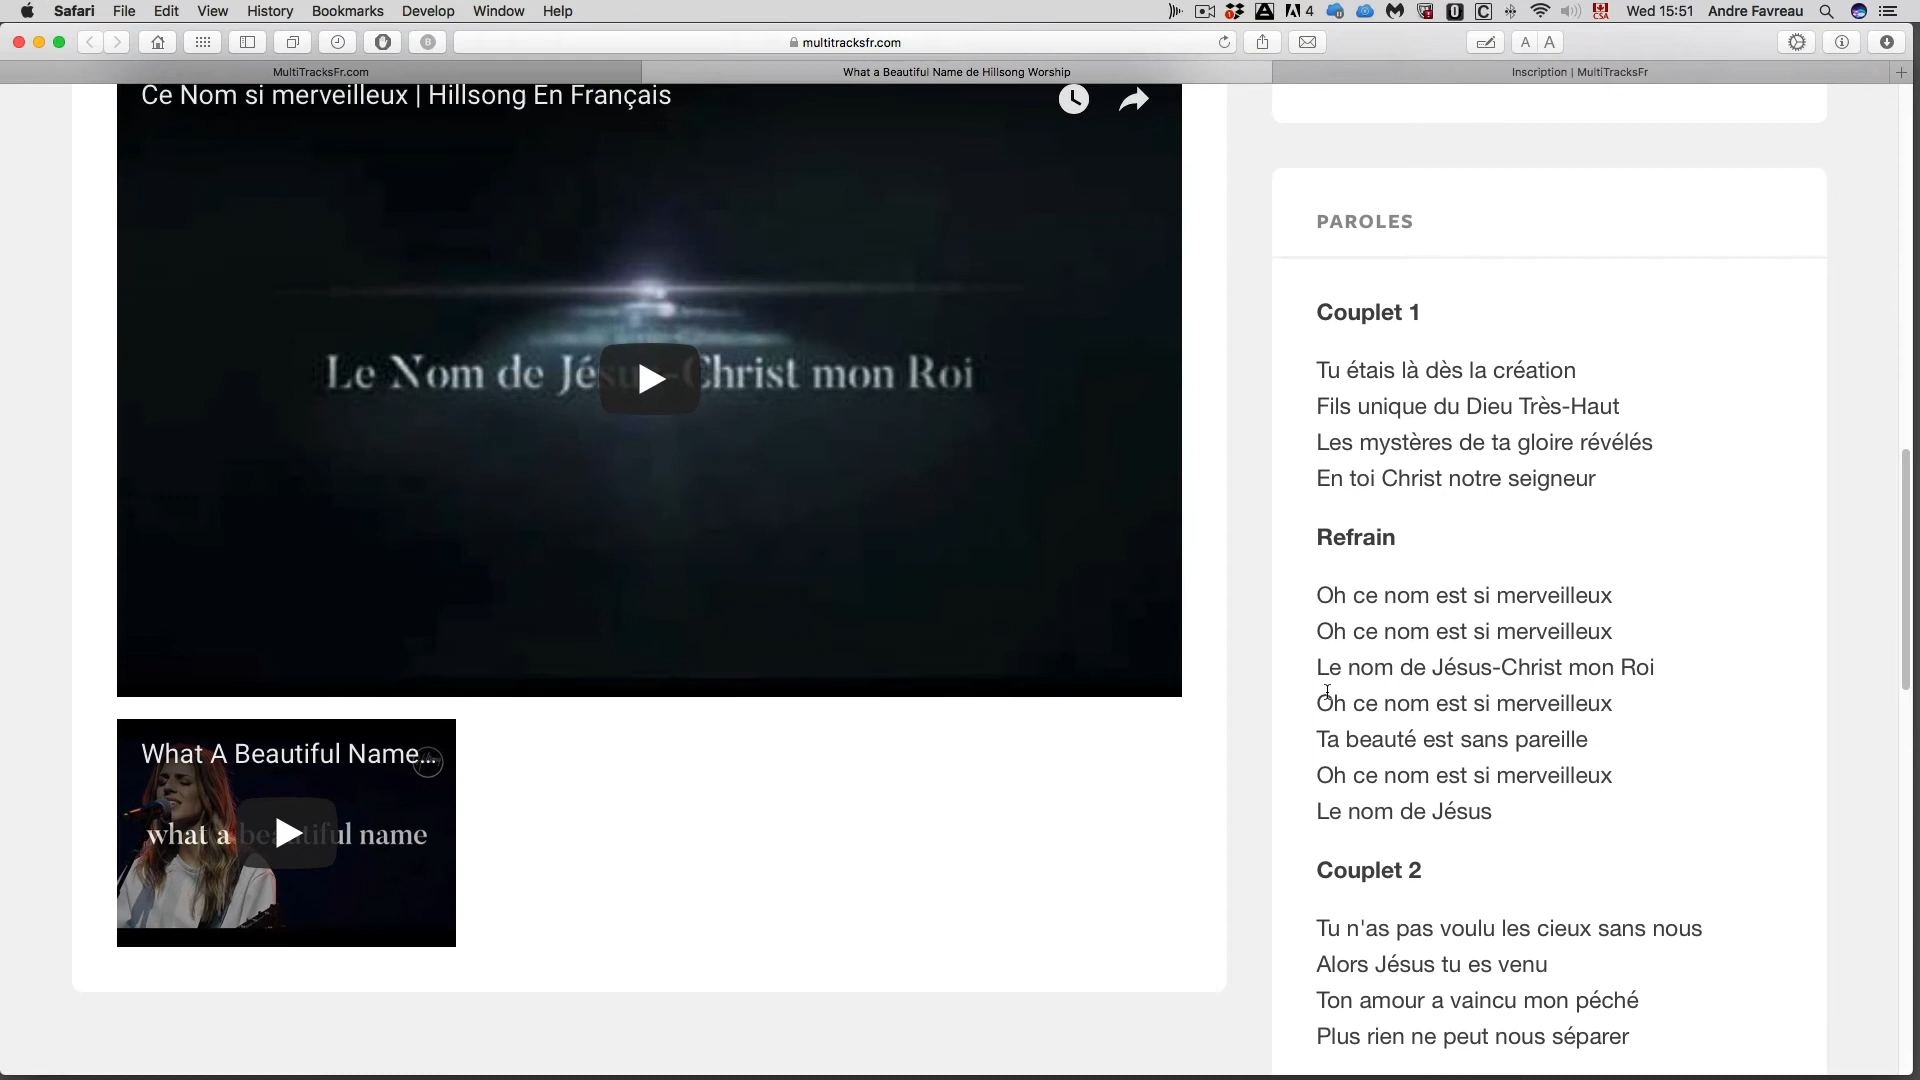 Safari File Edit View History Bookmarks Develop Window Help
4 Wed 15:51 Andre Favreau
multitracksfr.com
A A
MultiTracksFr.com
What a Beautiful Name de Hillsong Worship
Inscription | MultiTracksFr
Ce Nom si merveilleux | Hillsong En Français
Le Nom de Jésus-Christ mon Roi
What A Beautiful Name...
what a beautiful name
PAROLES
Couplet 1
Tu étais là dès la création
Fils unique du Dieu Très-Haut
Les mystères de ta gloire révélés
En toi Christ notre seigneur
Refrain
Oh ce nom est si merveilleux
Oh ce nom est si merveilleux
Le nom de Jésus-Christ mon Roi
Oh ce nom est si merveilleux
Ta beauté est sans pareille
Oh ce nom est si merveilleux
Le nom de Jésus
Couplet 2
Tu n'as pas voulu les cieux sans nous
Alors Jésus tu es venu
Ton amour a vaincu mon péché
Plus rien ne peut nous séparer